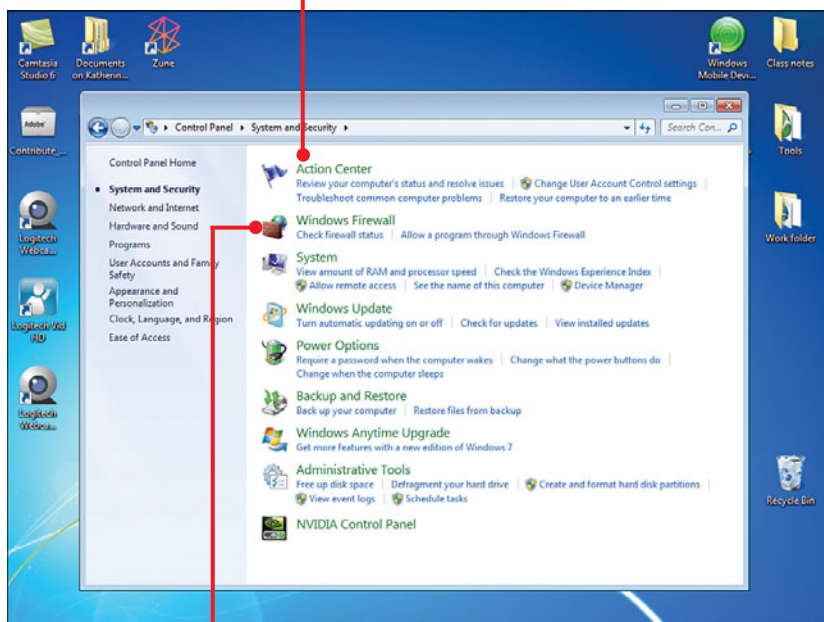 Camtasia
Studio 6
Documents
on Katherin...
Zune
Windows
Mobile Devi...
Class notes
Adobe
Contribute_...
Tools
Logitech
Webca...
Work folder
Logitech Vid
HD
Logitech
Webca...
Recycle Bin
Control Panel
System and Security
Search Con...
Control Panel Home
System and Security
Network and Internet
Hardware and Sound
Programs
User Accounts and Family
Safety
Appearance and
Personalization
Clock, Language, and Region
Ease of Access
Action Center
Review your computer's status and resolve issues Change User Account Control settings
Troubleshoot common computer problems Restore your computer to an earlier time
Windows Firewall
Check firewall status Allow a program through Windows Firewall
System
View amount of RAM and processor speed Check the Windows Experience Index
Allow remote access See the name of this computer Device Manager
Windows Update
Turn automatic updating on or off Check for updates View installed updates
Power Options
Require a password when the computer wakes Change what the power buttons do
Change when the computer sleeps
Backup and Restore
Back up your computer Restore files from backup
Windows Anytime Upgrade
Get more features with a new edition of Windows 7
Administrative Tools
Free up disk space Defragment your hard drive Create and format hard disk partitions
View event logs Schedule tasks
NVIDIA Control Panel